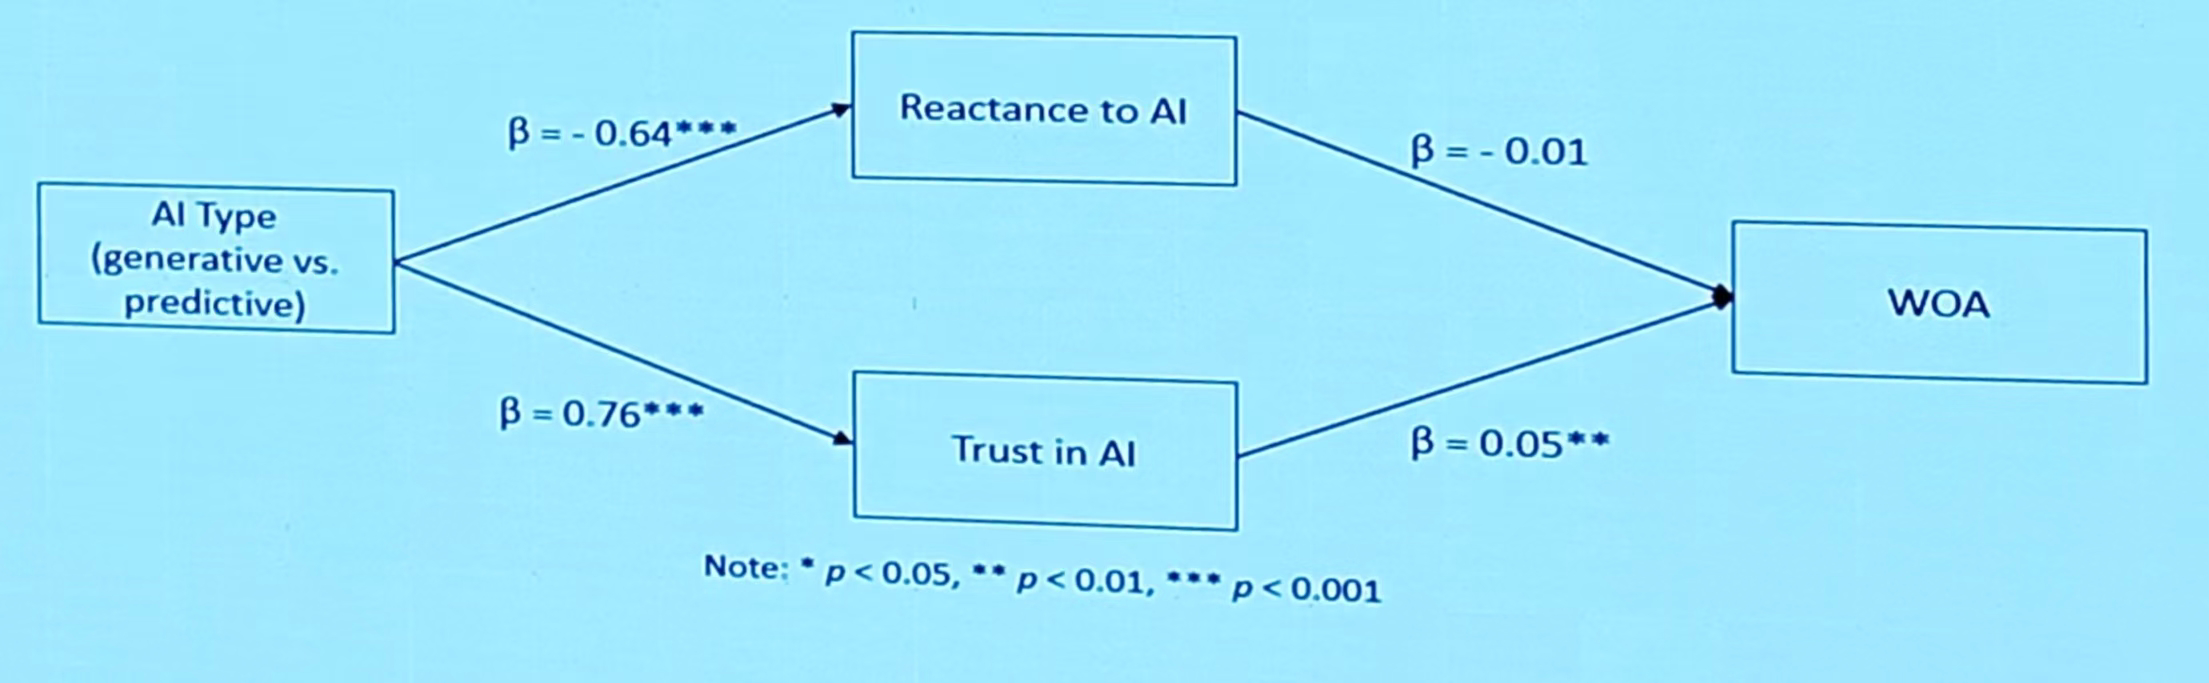 Reactance to AI
β = - 0.64***
β = - 0.01
AI Type
(generative vs.
predictive)
WOA
β = 0.76***
Trust in AI
β = 0.05**
Note: * p < 0.05, ** p < 0.01, *** p < 0.001